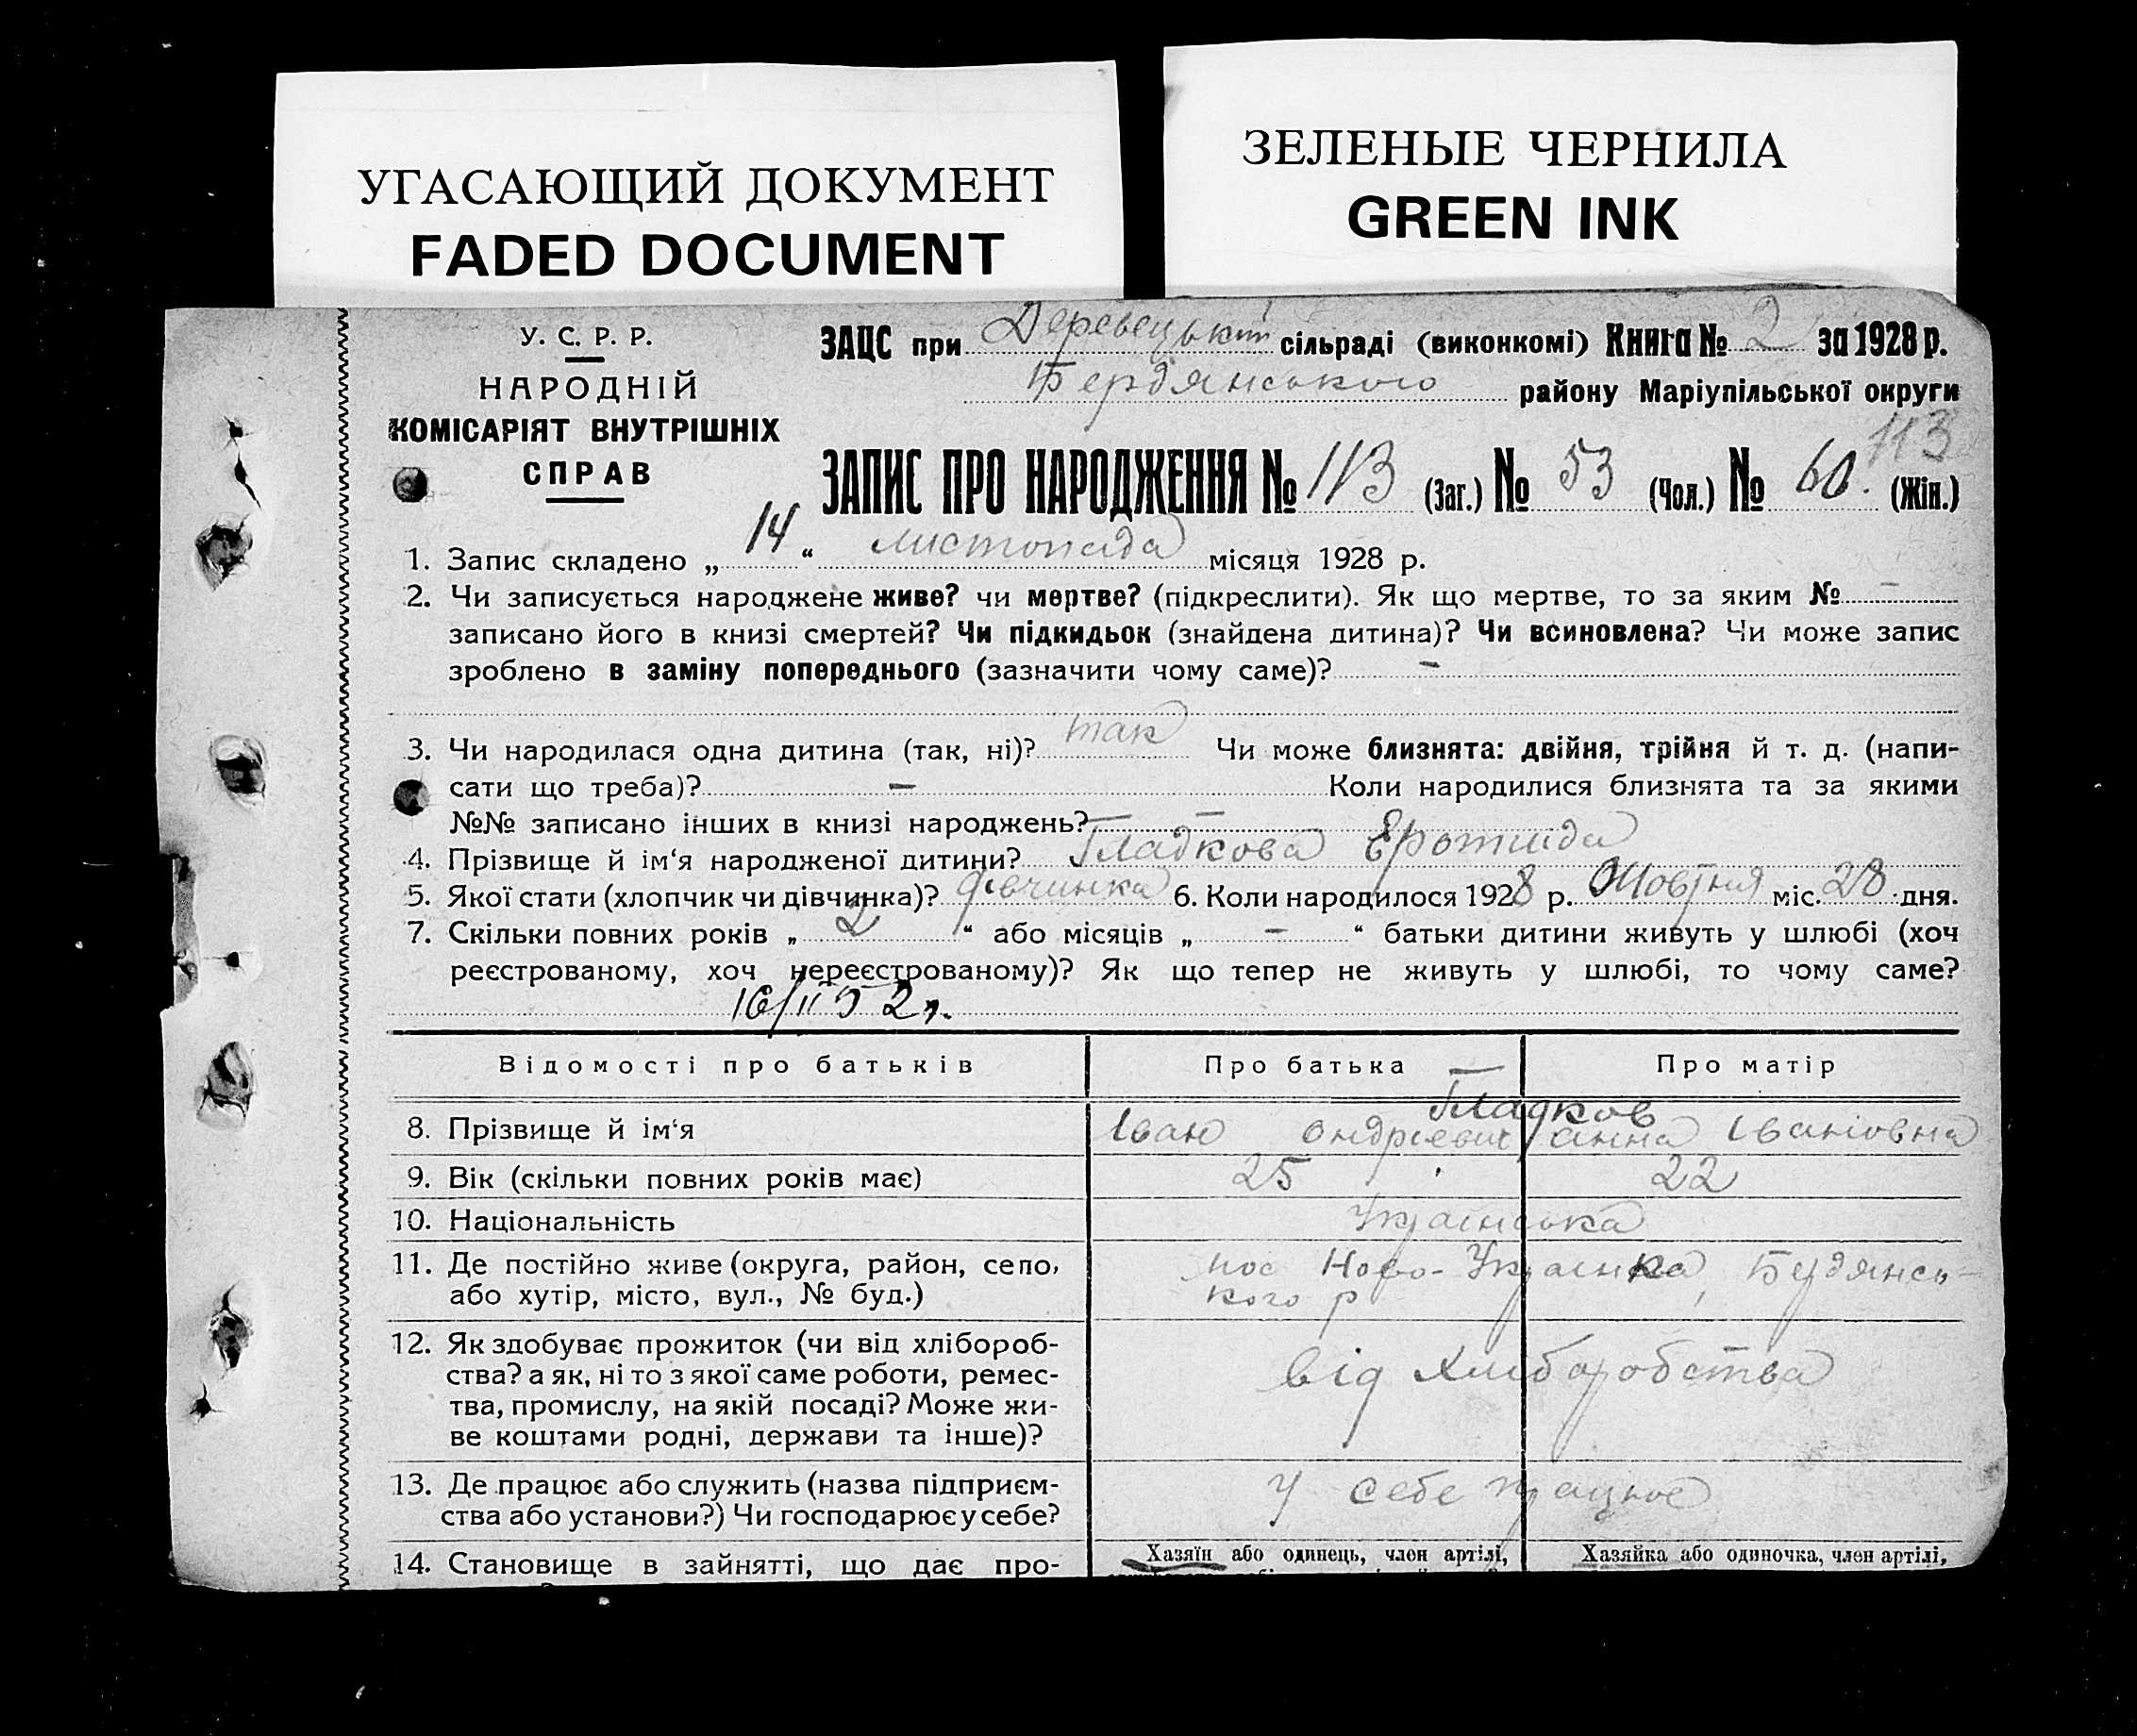 УГАСАЮЩИЙ ДОКУМЕНТ
FADED DOCUMENT
ЗЕЛЕНЫЕ ЧЕРНИЛА
GREEN INK
У. С. Р. Р.
НАРОДНІЙ
КОМІСАРІЯТ ВНУТРІШНІХ
СПРАВ
ЗАЦС при Деревецькій сільраді (виконкомі) Книга № 2 за 1928 р.
Бердянського району Маріупільської округи
113
ЗАПИС ПРО НАРОДЖЕННЯ № 113 (Заг.) № 53 (Чол.) № 60. (Жін.)
1. Запис складено „ 14 “ листопада місяця 1928 р.
2. Чи записується народжене живе? чи мертве? (підкреслити). Як що мертве, то за яким № –
записано його в книзі смертей? Чи підкидьок (знайдена дитина)? Чи всиновлена? Чи може запис
зроблено в заміну попереднього (зазначити чому саме)? –
3. Чи народилася одна дитина (так, ні)? так Чи може близнята: двійня, трійня й т. д. (напи-
сати що треба)? – Коли народилися близнята та за якими
№№ записано інших в книзі народжень? –
4. Прізвище й ім‘я народженої дитини? Гладкова Еротиїда
5. Якої стати (хлопчик чи дівчинка)? дівчинка 6. Коли народилося 1928 р. Жовтня міс. 28 дня.
7. Скільки повних років „ 2 “ або місяців „ – “ батьки дитини живуть у шлюбі (хоч
реєстрованому, хоч нереєстрованому)? Як що тепер не живуть у шлюбі, то чому саме?
16/II 52 г.
Відомості про батьків Про батька Про матір
Гладков
8. Прізвище й ім‘я Іван Ондрієвич Анна Івановна
9. Вік (скільки повних років має) 25 22
10. Національність Українська
11. Де постійно живе (округа, район, село, пос Ново-Українка, Бердянсь-
або хутір, місто, вул., № буд.) кого р
12. Як здобуває прожиток (чи від хлібороб-
ства? а як, ні то з якої саме роботи, ремес- від хліборобства
тва, промислу, на якій посаді? Може жи-
ве коштами родні, держави та інше)?
13. Де працює або служить (назва підприєм- У себе працює
ства або установи?) Чи господарює у себе?
14. Становище в зайнятті, що дає про- Хазяїн або одинець, член артілі, Хазяйка або одиночка, член артілі,